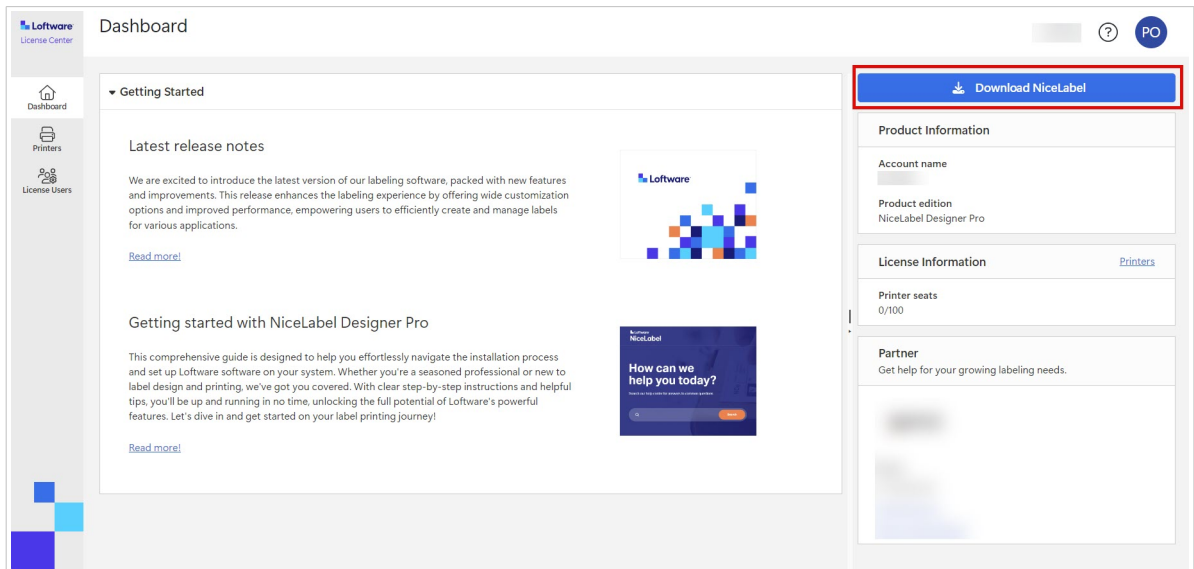 Loftware
License Center
Dashboard
?
PO
Dashboard
Printers
License Users
Getting Started
Latest release notes
We are excited to introduce the latest version of our labeling software, packed with new features
and improvements. This release enhances the labeling experience by offering wide customization
options and improved performance, empowering users to efficiently create and manage labels
for various applications.
Read more!
Loftware
Getting started with NiceLabel Designer Pro
This comprehensive guide is designed to help you effortlessly navigate the installation process
and set up Loftware software on your system. Whether you're a seasoned professional or new to
label design and printing, we've got you covered. With clear step-by-step instructions and helpful
tips, you'll be up and running in no time, unlocking the full potential of Loftware's powerful
features. Let's dive in and get started on your label printing journey!
Read more!
Loftware
NiceLabel
How can we
help you today?
Search
Download NiceLabel
Product Information
Account name
Product edition
NiceLabel Designer Pro
License Information
Printers
Printer seats
0/100
Partner
Get help for your growing labeling needs.